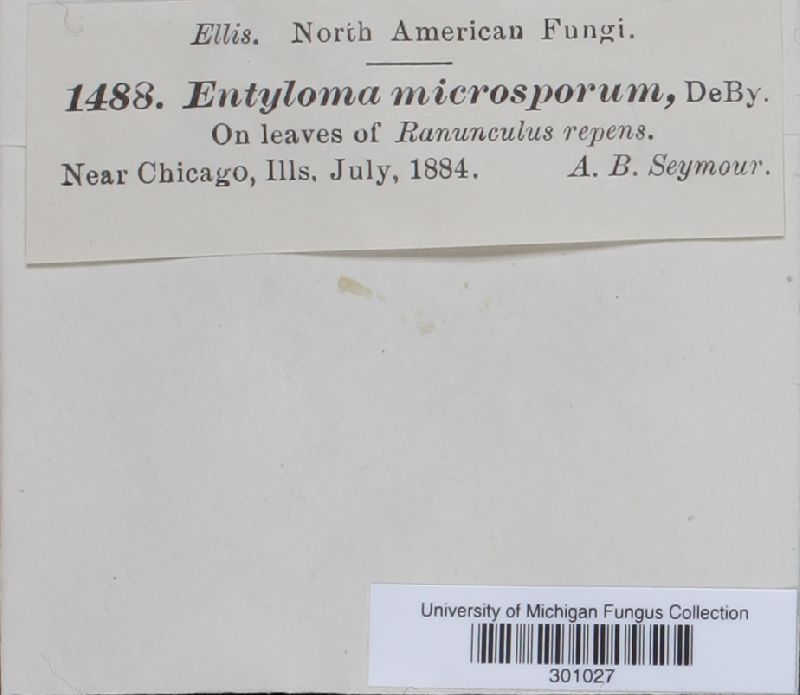 Ellis. North American Fungi.
1488. Entyloma microsporum, DeBy.
On leaves of Ranunculus repens.
Near Chicago, Ills. July, 1884. A. B. Seymour.
University of Michigan Fungus Collection
301027